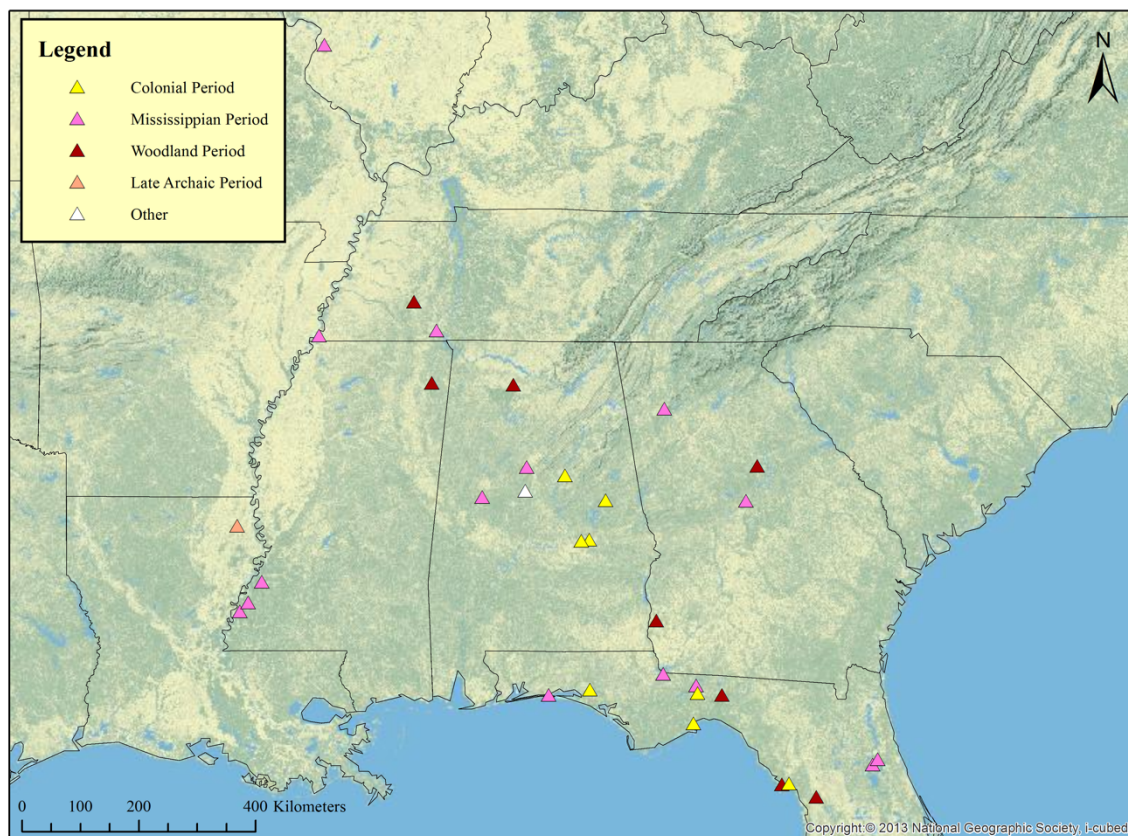 Legend
Colonial Period
Mississippian Period
Woodland Period
Late Archaic Period
Other
N
0 100 200 400 Kilometers
Copyright:© 2013 National Geographic Society, i-cubed